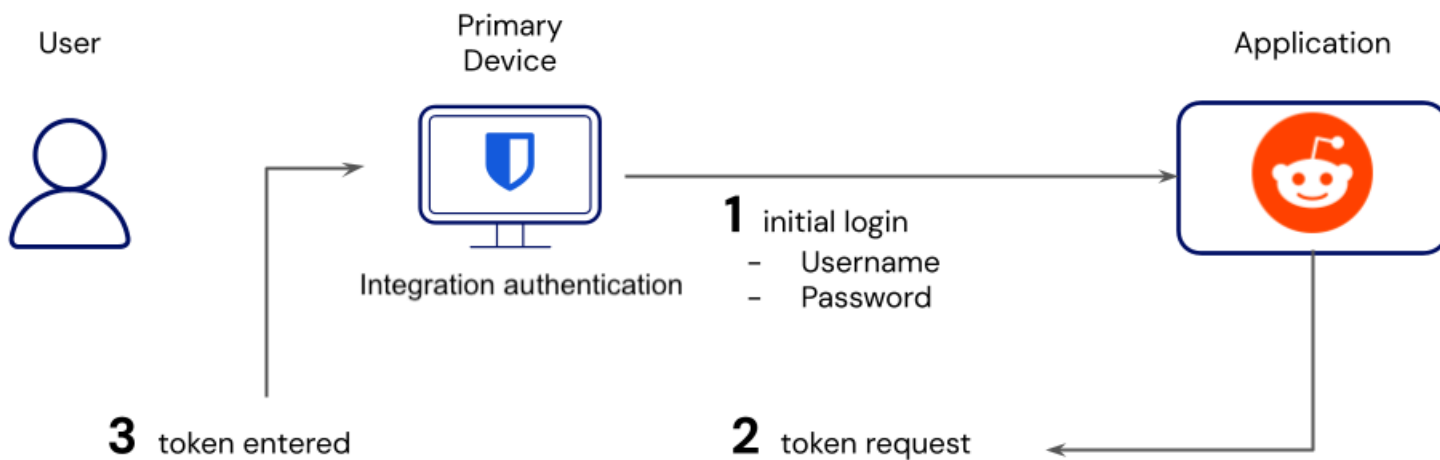 User
Primary
Device
Application
Integration authentication
1 initial login
- Username
- Password
3 token entered
2 token request